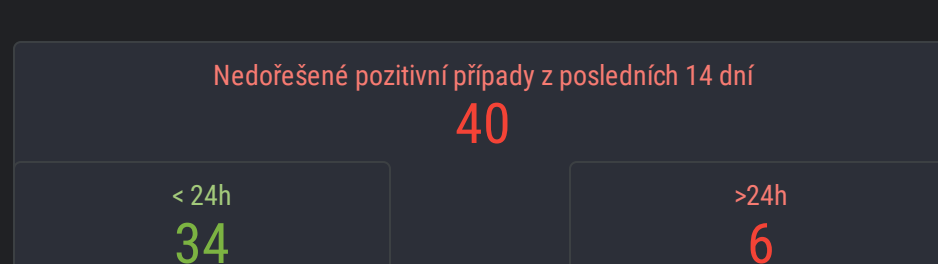 Nedořešené pozitivní případy z posledních 14 dní
40
< 24h
>24h
34
6